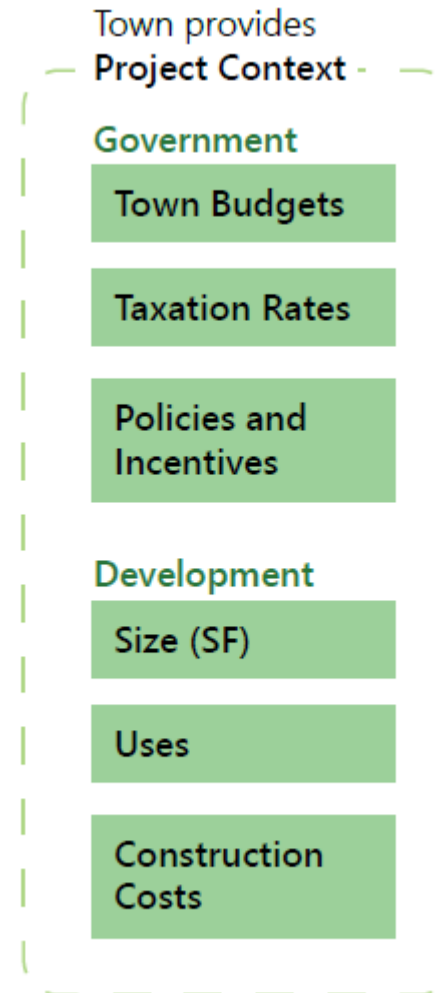 Town provides
Project Context
Government
Town Budgets
Taxation Rates
Policies and
Incentives
Development
Size (SF)
Uses
Construction
Costs